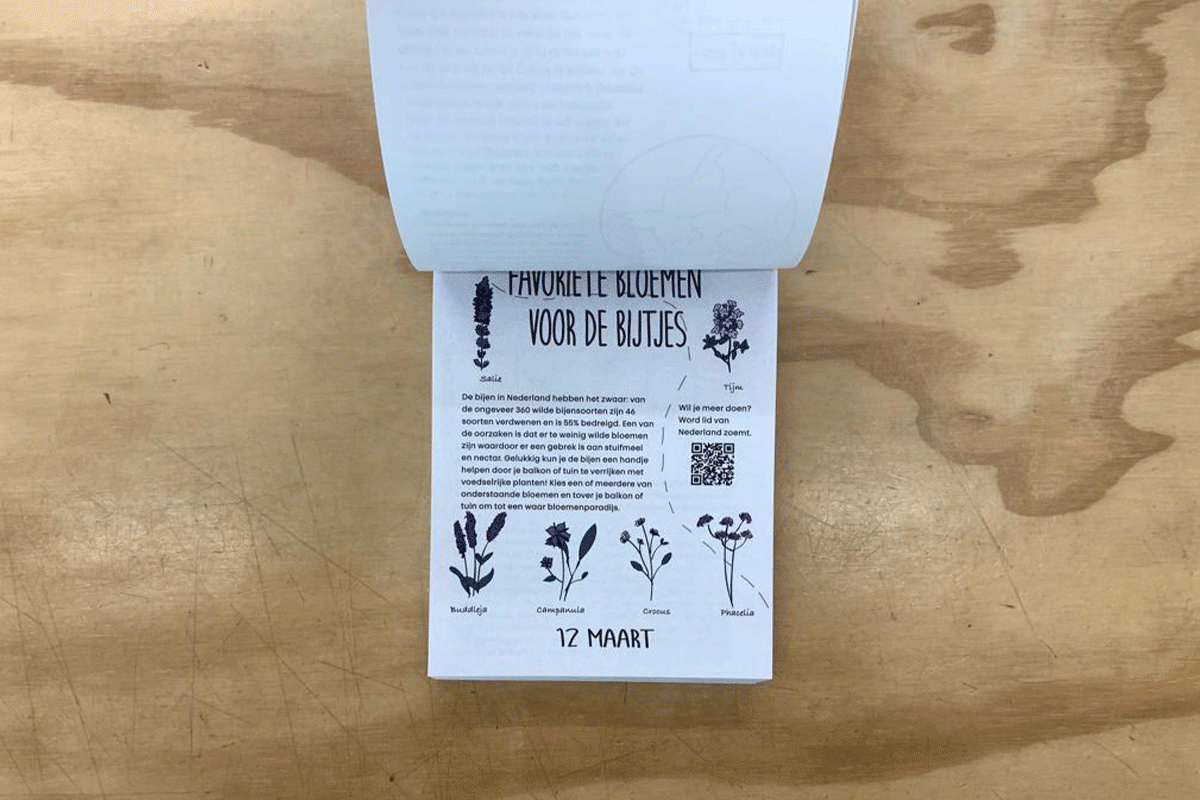 FAVORIETE BLOEMEN
VOOR DE BIJTJES
Salie
Tijm
De bijen in Nederland hebben het zwaar: van
de ongeveer 360 wilde bijensoorten zijn 46
soorten verdwenen en is 55% bedreigd. Een van
de oorzaken is dat er te weinig wilde bloemen
zijn waardoor er een gebrek is aan stuifmeel
en nectar. Gelukkig kun je de bijen een handje
helpen door je balkon of tuin te verrijken met
voedselrijke planten! Kies een of meerdere van
onderstaande bloemen en tover je balkon of
tuin om tot een waar bloemenparadijs.
Wil je meer doen?
Word lid van
Nederland zoemt.
Buddleja
Campanula
Crocus
Phacelia
12 MAART